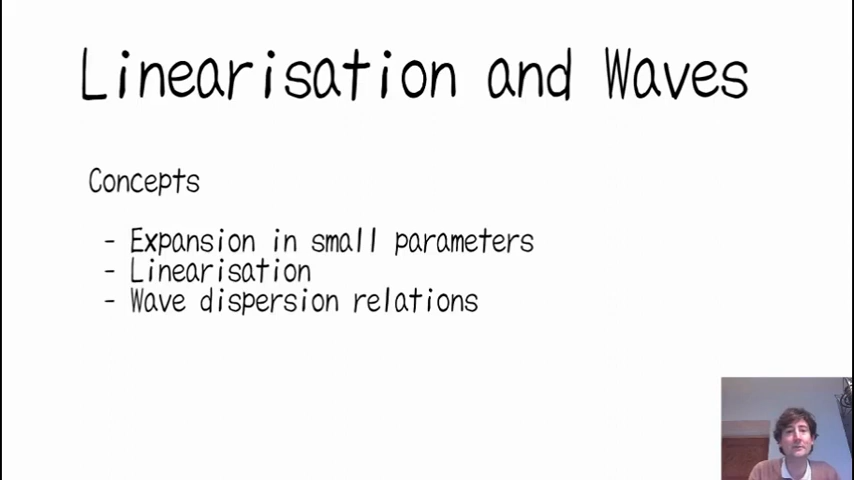 Linearisation and Waves
Concepts
- Expansion in small parameters
- Linearisation
- Wave dispersion relations